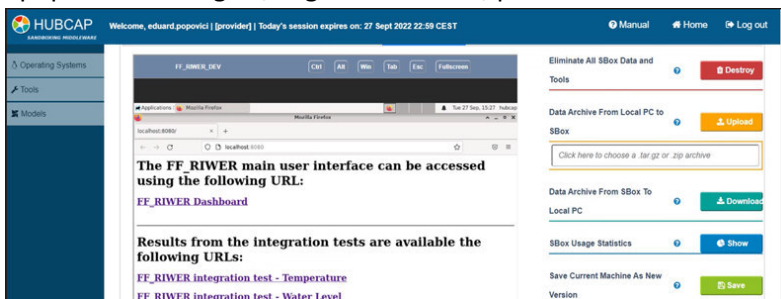 HUBCAP
SANDBOXING MIDDLEWARE
Welcome, eduard.popovici | [provider] | Today's session expires on: 27 Sept 2022 22:59 CEST
Manual
Home
Log out
Operating Systems
Tools
Models
FF_RIWER_DEV
Ctrl
Alt
Win
Tab
Esc
Fullscreen
Applications
Mozilla Firefox
Tue 27 Sep, 15:27 hubcap
Mozilla Firefox
localhost:8080/
localhost:8080
The FF_RIWER main user interface can be accessed
using the following URL:
FF_RIWER Dashboard
Results from the integration tests are available the
following URLs:
FF_RIWER integration test - Temperature
FF_RIWER integration test - Water Level
Eliminate All SBox Data and
Tools
Destroy
Data Archive From Local PC to
SBox
Upload
Click here to choose a .tar.gz or .zip archive
Data Archive From SBox To
Local PC
Download
SBox Usage Statistics
Show
Save Current Machine As New
Version
Save